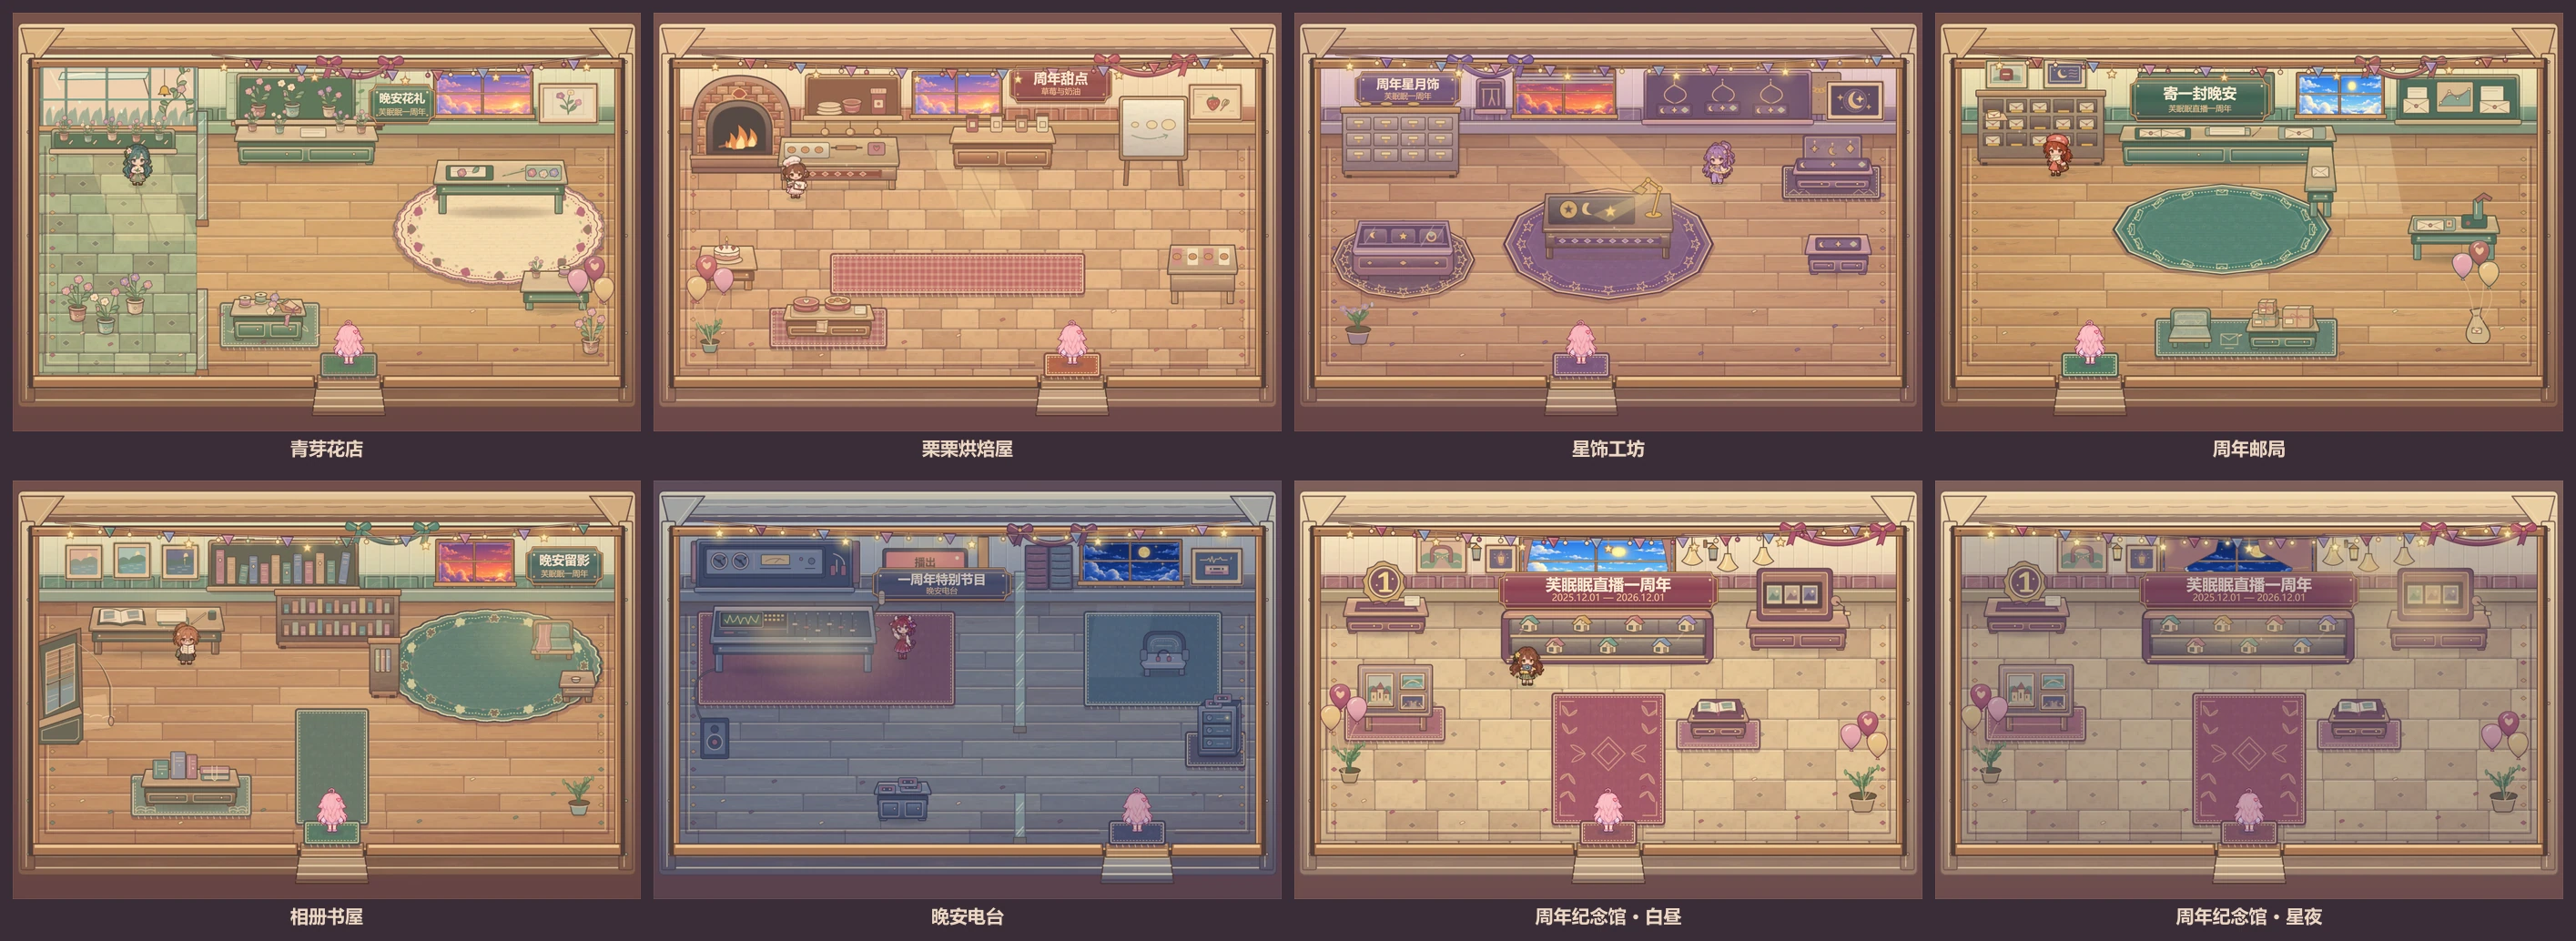 晚安花礼
芙眠眠一周年
周年甜点
草莓与奶油
周年星月饰
芙眠眠一周年
寄一封晚安
芙眠眠直播一周年
青芽花店
栗栗烘焙屋
星饰工坊
周年邮局
晚安留影
芙眠眠一周年
播出
一周年特别节目
晚安电台
1
芙眠眠直播一周年
2025.12.01 — 2026.12.01
1
芙眠眠直播一周年
2025.12.01 — 2026.12.01
相册书屋
晚安电台
周年纪念馆·白昼
周年纪念馆·星夜